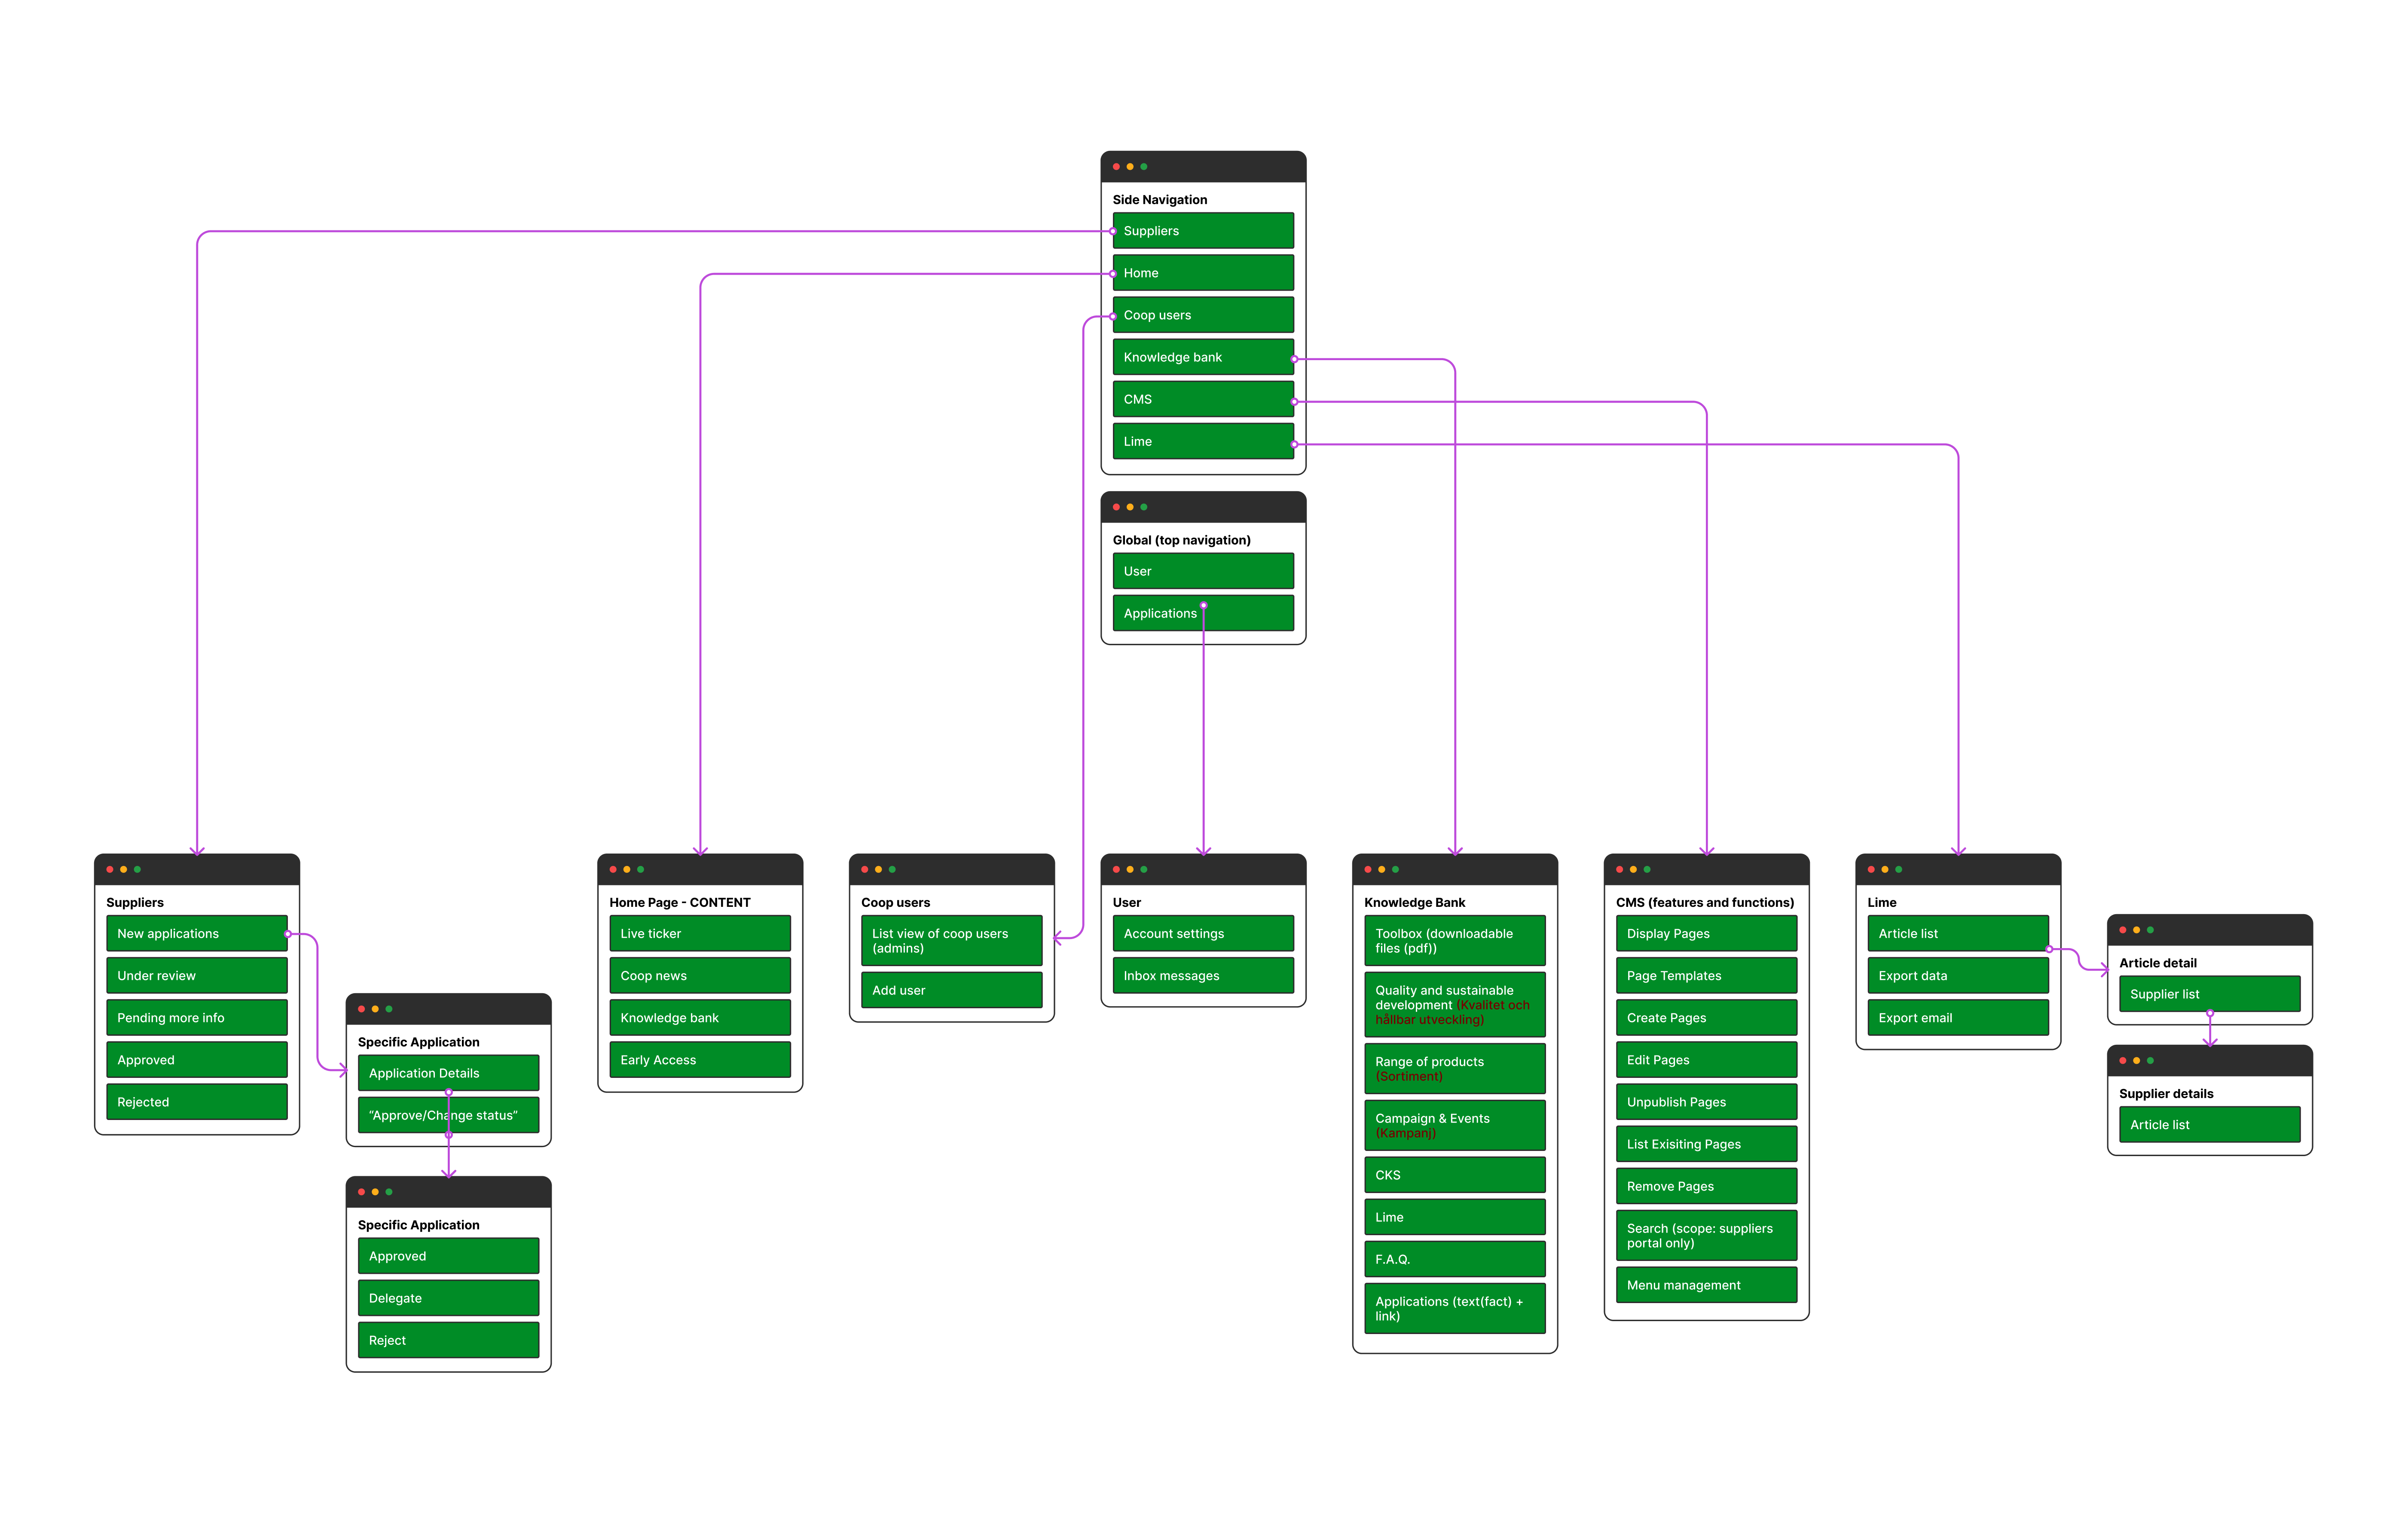 Side Navigation
Suppliers
Home
Coop users
Knowledge bank
CMS
Lime
Global (top navigation)
User
Applications
Suppliers
New applications
Under review
Pending more info
Approved
Rejected
Specific Application
Application Details
“Approve/Change status”
Specific Application
Approved
Delegate
Reject
Home Page - CONTENT
Live ticker
Coop news
Knowledge bank
Early Access
Coop users
List view of coop users
(admins)
Add user
User
Account settings
Inbox messages
Knowledge Bank
Toolbox (downloadable
files (pdf))
Quality and sustainable
development (Kvalitet och
hållbar utveckling)
Range of products
(Sortiment)
Campaign & Events
(Kampanj)
CKS
Lime
F.A.Q.
Applications (text(fact) +
link)
CMS (features and functions)
Display Pages
Page Templates
Create Pages
Edit Pages
Unpublish Pages
List Exisiting Pages
Remove Pages
Search (scope: suppliers
portal only)
Menu management
Lime
Article list
Export data
Export email
Article detail
Supplier list
Supplier details
Article list